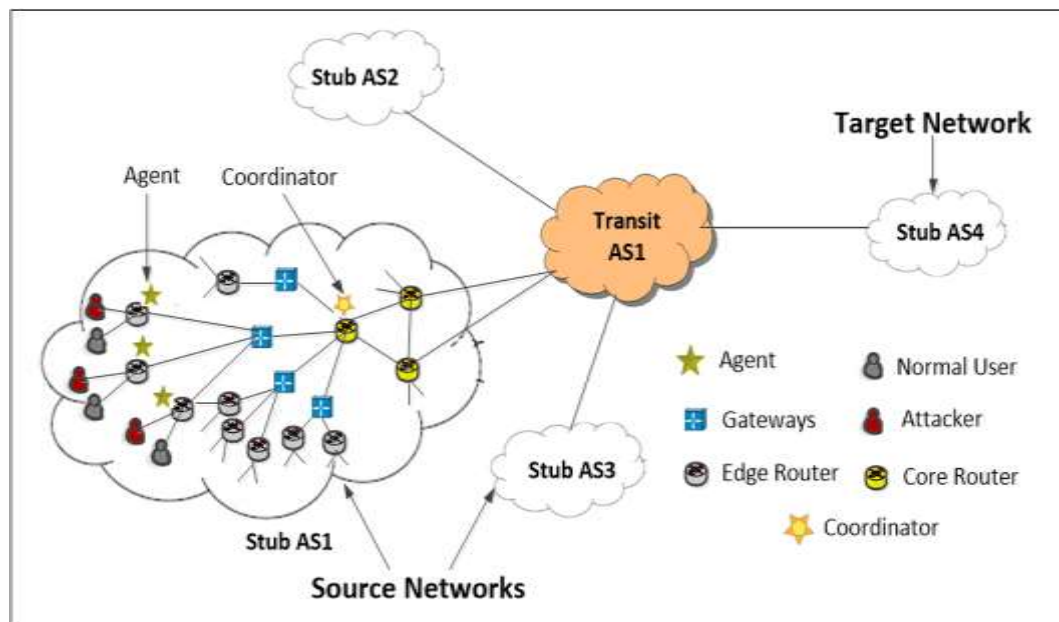 Stub AS2
Target Network
Agent
Coordinator
Transit
AS1
Stub AS4
Agent
Normal User
Gateways
Attacker
Edge Router
Core Router
Stub AS3
Coordinator
Stub AS1
Source Networks